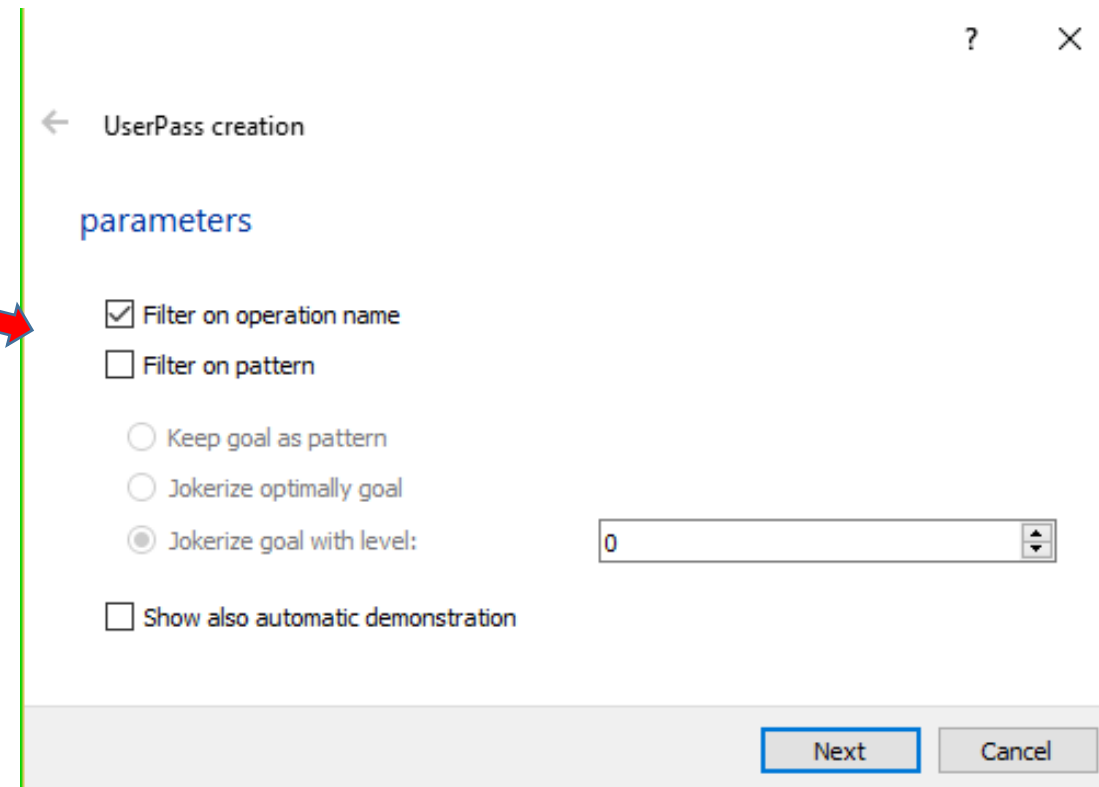 ?
UserPass creation
parameters
Filter on operation name
Filter on pattern
Keep goal as pattern
Jokerize optimally goal
Jokerize goal with level: 0
Show also automatic demonstration
Next Cancel